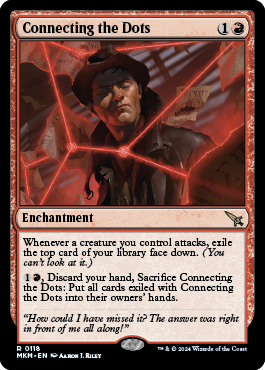 Connecting the Dots 1
Enchantment
Whenever a creature you control attacks, exile
the top card of your library face down. (You
can't look at it.)
1 , Discard your hand, Sacrifice Connecting
the Dots: Put all cards exiled with Connecting
the Dots into their owners' hands.
"How could I have missed it? The answer was right
in front of me all along!"
R 0118
MKM • EN AARON J. RILEY
™ & © 2024 Wizards of the Coast